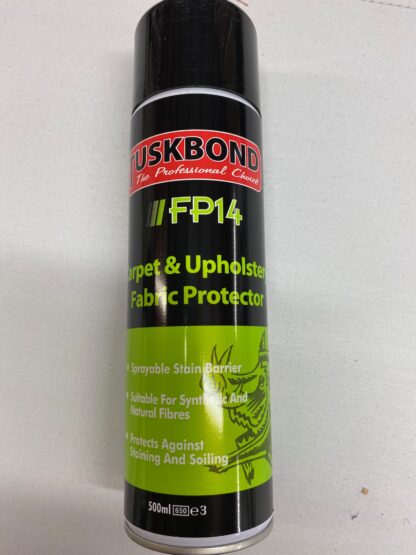 TUSKBOND
The Professional Choice
FP14
Carpet & Upholstery
Fabric Protector
• Sprayable Stain Barrier
• Suitable For Synthetic And
Natural Fibres
• Protects Against
Staining And Soiling
500ml 650 e 3